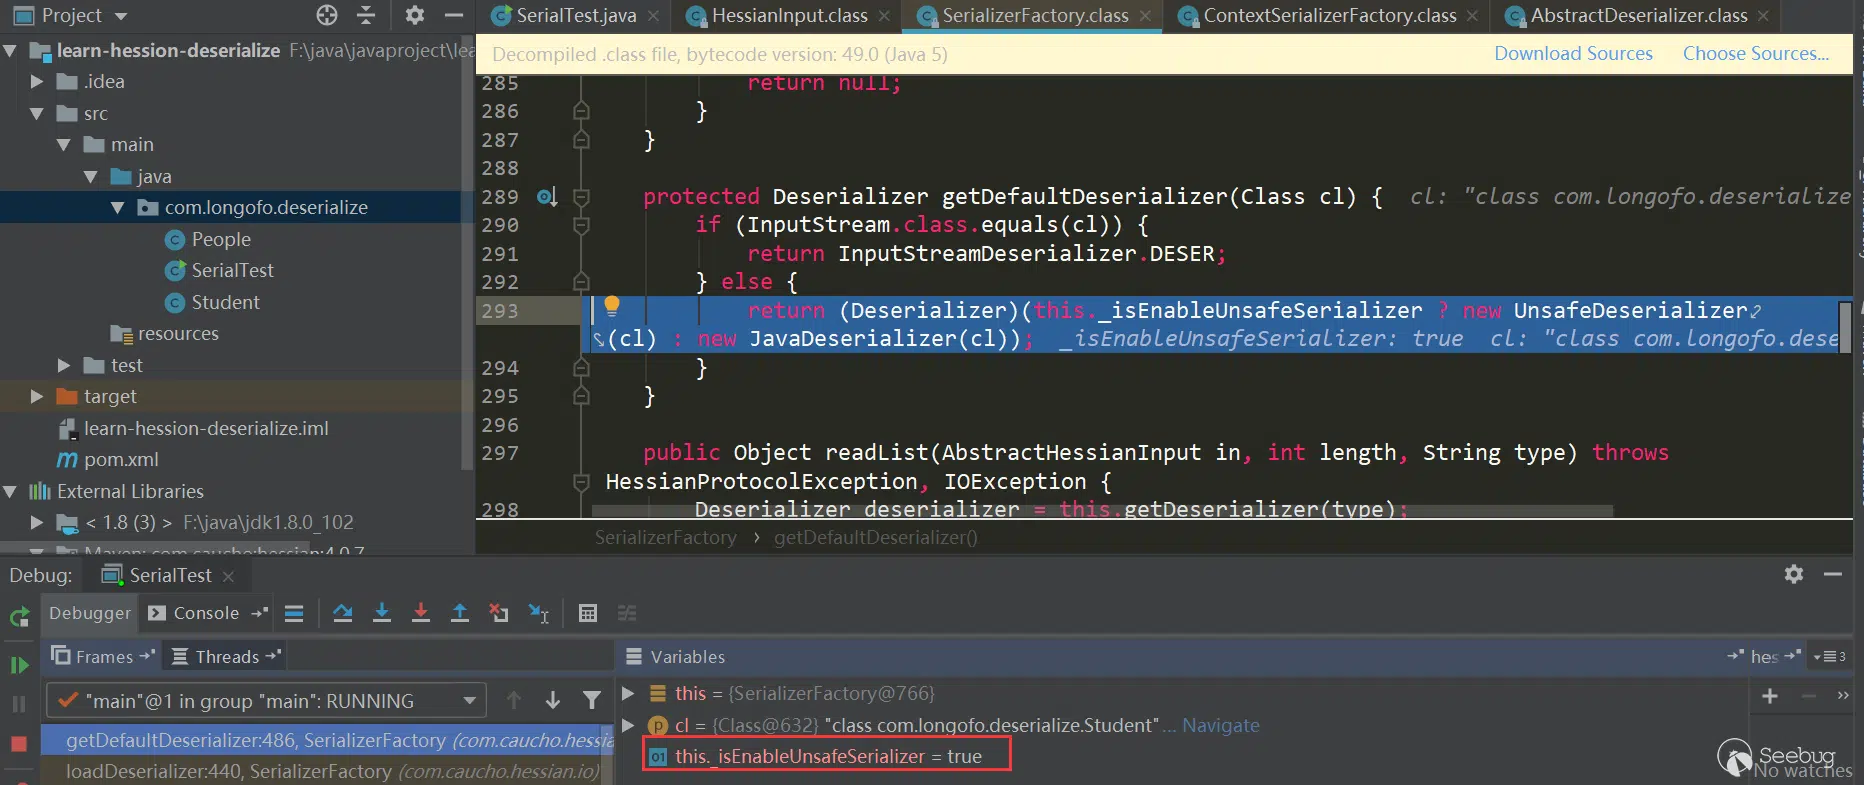 Project
SerialTest.java
HessianInput.class
SerializerFactory.class
ContextSerializerFactory.class
AbstractDeserializer.class
learn-hession-deserialize F:\java\javaproject\lea
.idea
src
main
java
com.longofo.deserialize
People
SerialTest
Student
resources
test
target
learn-hession-deserialize.iml
pom.xml
External Libraries
< 1.8 (3) > F:\java\jdk1.8.0_102
Maven: com.caucho:hessian:4.0.7
Decompiled .class file, bytecode version: 49.0 (Java 5)
Download Sources
Choose Sources...
285 return null;
286 }
287 }
288
289 protected Deserializer getDefaultDeserializer(Class cl) { cl: "class com.longofo.deserialize
290 if (InputStream.class.equals(cl)) {
291 return InputStreamDeserializer.DESER;
292 } else {
293 return (Deserializer)(this._isEnableUnsafeSerializer ? new UnsafeDeserializer
(cl) : new JavaDeserializer(cl)); _isEnableUnsafeSerializer: true cl: "class com.longofo.dese
294 }
295 }
296
297 public Object readList(AbstractHessianInput in, int length, String type) throws
HessianProtocolException, IOException {
298 Deserializer deserializer = this.getDeserializer(type);
SerializerFactory › getDefaultDeserializer()
Debug: SerialTest
Debugger
Console
Frames
Threads
Variables
hes
3
"main"@1 in group "main": RUNNING
getDefaultDeserializer:486, SerializerFactory (com.caucho.hessia
loadDeserializer:440, SerializerFactory (com.caucho.hessian.io)
this = {SerializerFactory@766}
p cl = {Class@632} "class com.longofo.deserialize.Student"... Navigate
01 this._isEnableUnsafeSerializer = true
Seebug
No watches